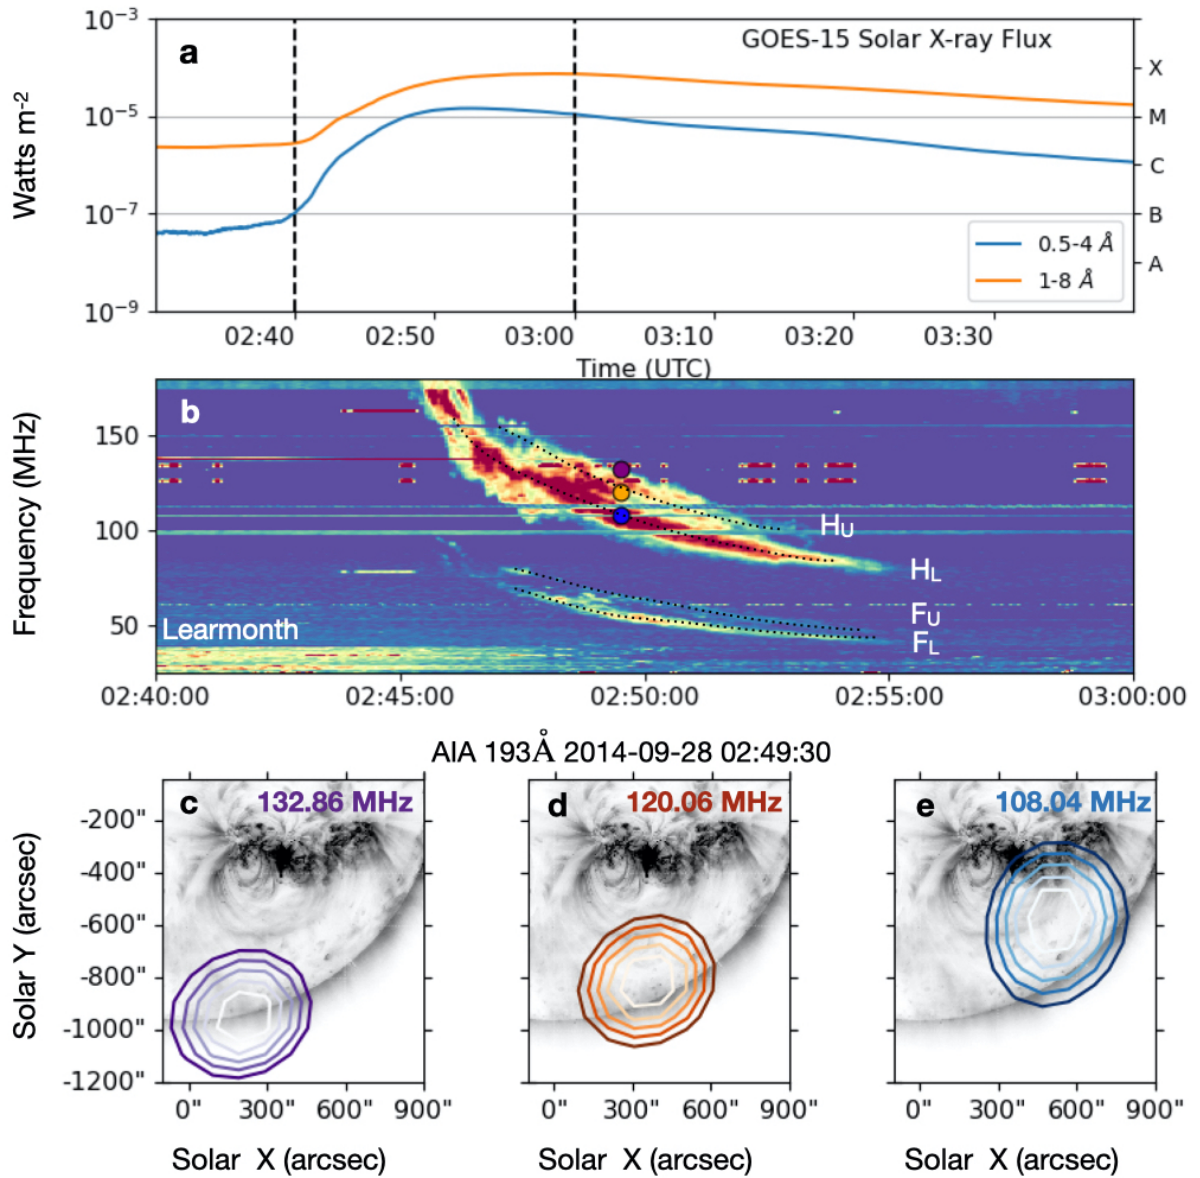 a
GOES-15 Solar X-ray Flux
Watts m⁻²
10⁻³
10⁻⁵
10⁻⁷
10⁻⁹
X
M
C
B
A
0.5-4 Å
1-8 Å
02:40 02:50 03:00 03:10 03:20 03:30
Time (UTC)
b
Frequency (MHz)
150
100
50
H_U
H_L
F_U
F_L
Learmonth
02:40:00 02:45:00 02:50:00 02:55:00 03:00:00
AIA 193Å 2014-09-28 02:49:30
c 132.86 MHz
d 120.06 MHz
e 108.04 MHz
Solar Y (arcsec)
-200"
-400"
-600"
-800"
-1000"
-1200"
0" 300" 600" 900" 0" 300" 600" 900" 0" 300" 600" 900"
Solar X (arcsec) Solar X (arcsec) Solar X (arcsec)